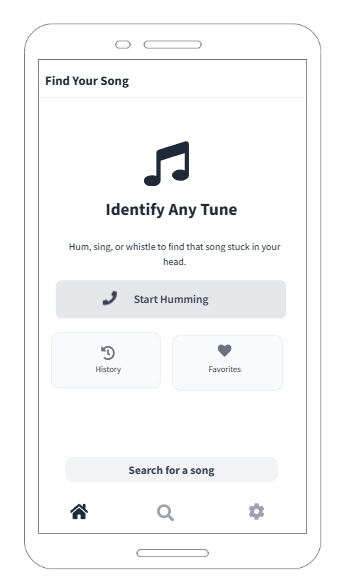 Find Your Song
Identify Any Tune
Hum, sing, or whistle to find that song stuck in your
head.
Start Humming
History
Favorites
Search for a song